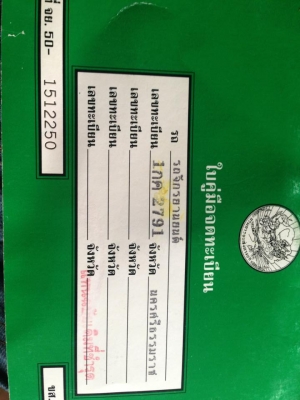 ที่ จย. 50- 1512250
ใบคู่มือจดทะเบียน
รถ รถจักรยานยนต์
เลขทะเบียน 1กค 2791 จังหวัด นครศรีธรรมราช
เลขทะเบียน จังหวัด
เลขทะเบียน จังหวัด
เลขทะเบียน จังหวัด